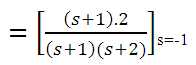 = [ (s+1).2 / (s+1)(s+2) ]s=-1